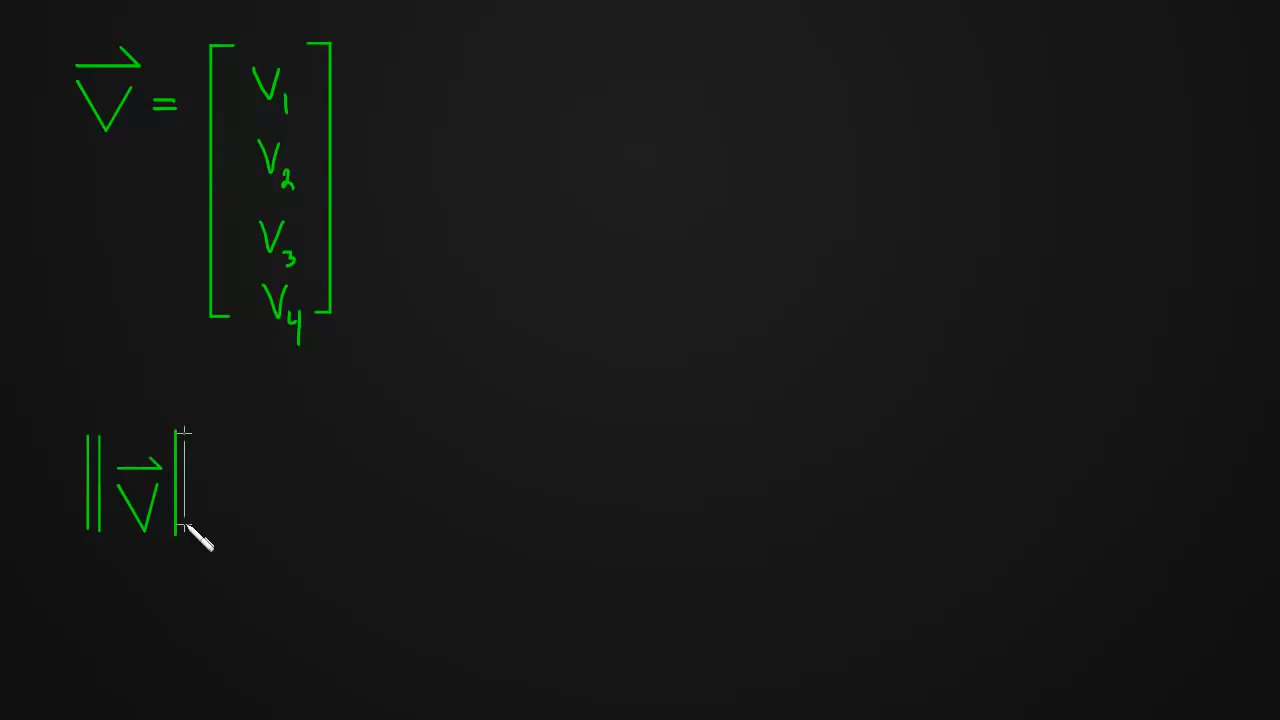 V⃗ = [ V₁
V₂
V₃
V₄ ]
‖V⃗|